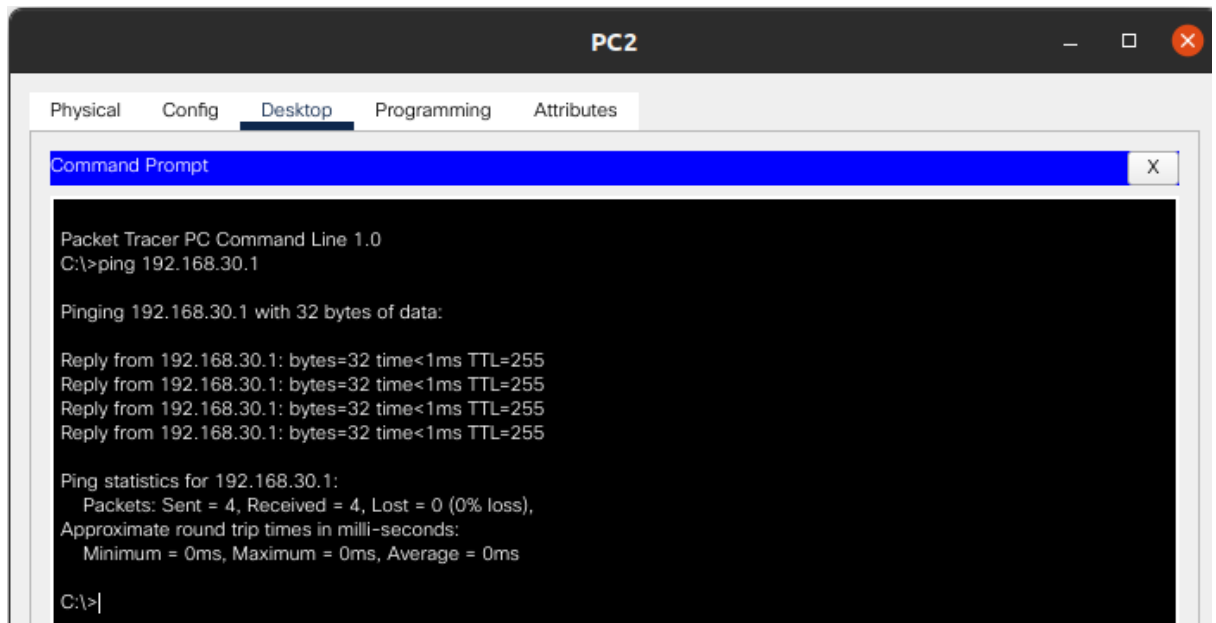 PC2
Physical Config Desktop Programming Attributes
Command Prompt X
Packet Tracer PC Command Line 1.0
C:\>ping 192.168.30.1
Pinging 192.168.30.1 with 32 bytes of data:
Reply from 192.168.30.1: bytes=32 time<1ms TTL=255
Reply from 192.168.30.1: bytes=32 time<1ms TTL=255
Reply from 192.168.30.1: bytes=32 time<1ms TTL=255
Reply from 192.168.30.1: bytes=32 time<1ms TTL=255
Ping statistics for 192.168.30.1:
Packets: Sent = 4, Received = 4, Lost = 0 (0% loss),
Approximate round trip times in milli-seconds:
Minimum = 0ms, Maximum = 0ms, Average = 0ms
C:\>